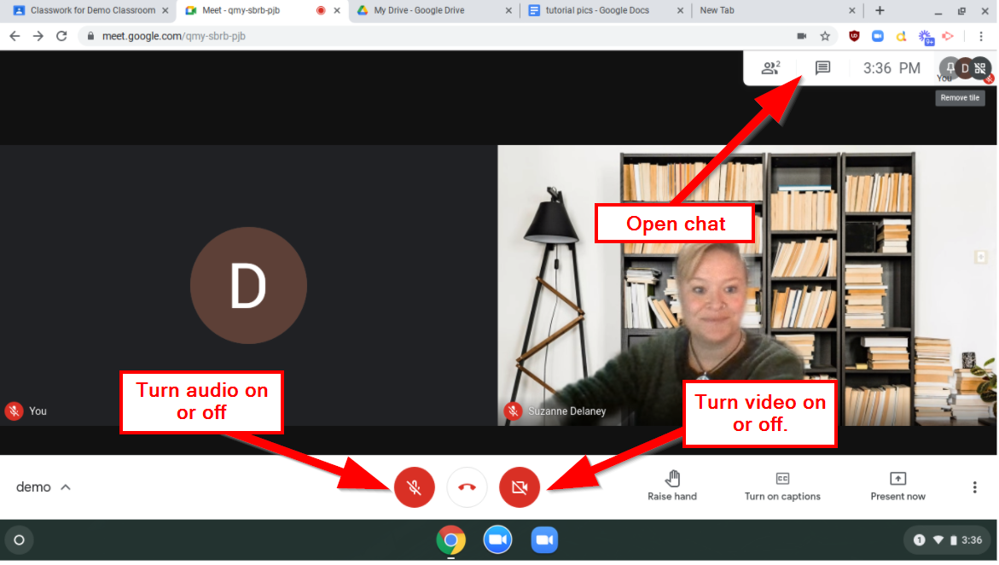 Classwork for Demo Classroom
Meet - qmy-sbrb-pjb
My Drive - Google Drive
tutorial pics - Google Docs
New Tab
meet.google.com/qmy-sbrb-pjb
UD
9+
2
3:36 PM
D
You
Remove tile
Open chat
D
Turn audio on
or off
You
Suzanne Delaney
Turn video on
or off.
demo
Raise hand
CC
Turn on captions
Present now
1
3:36